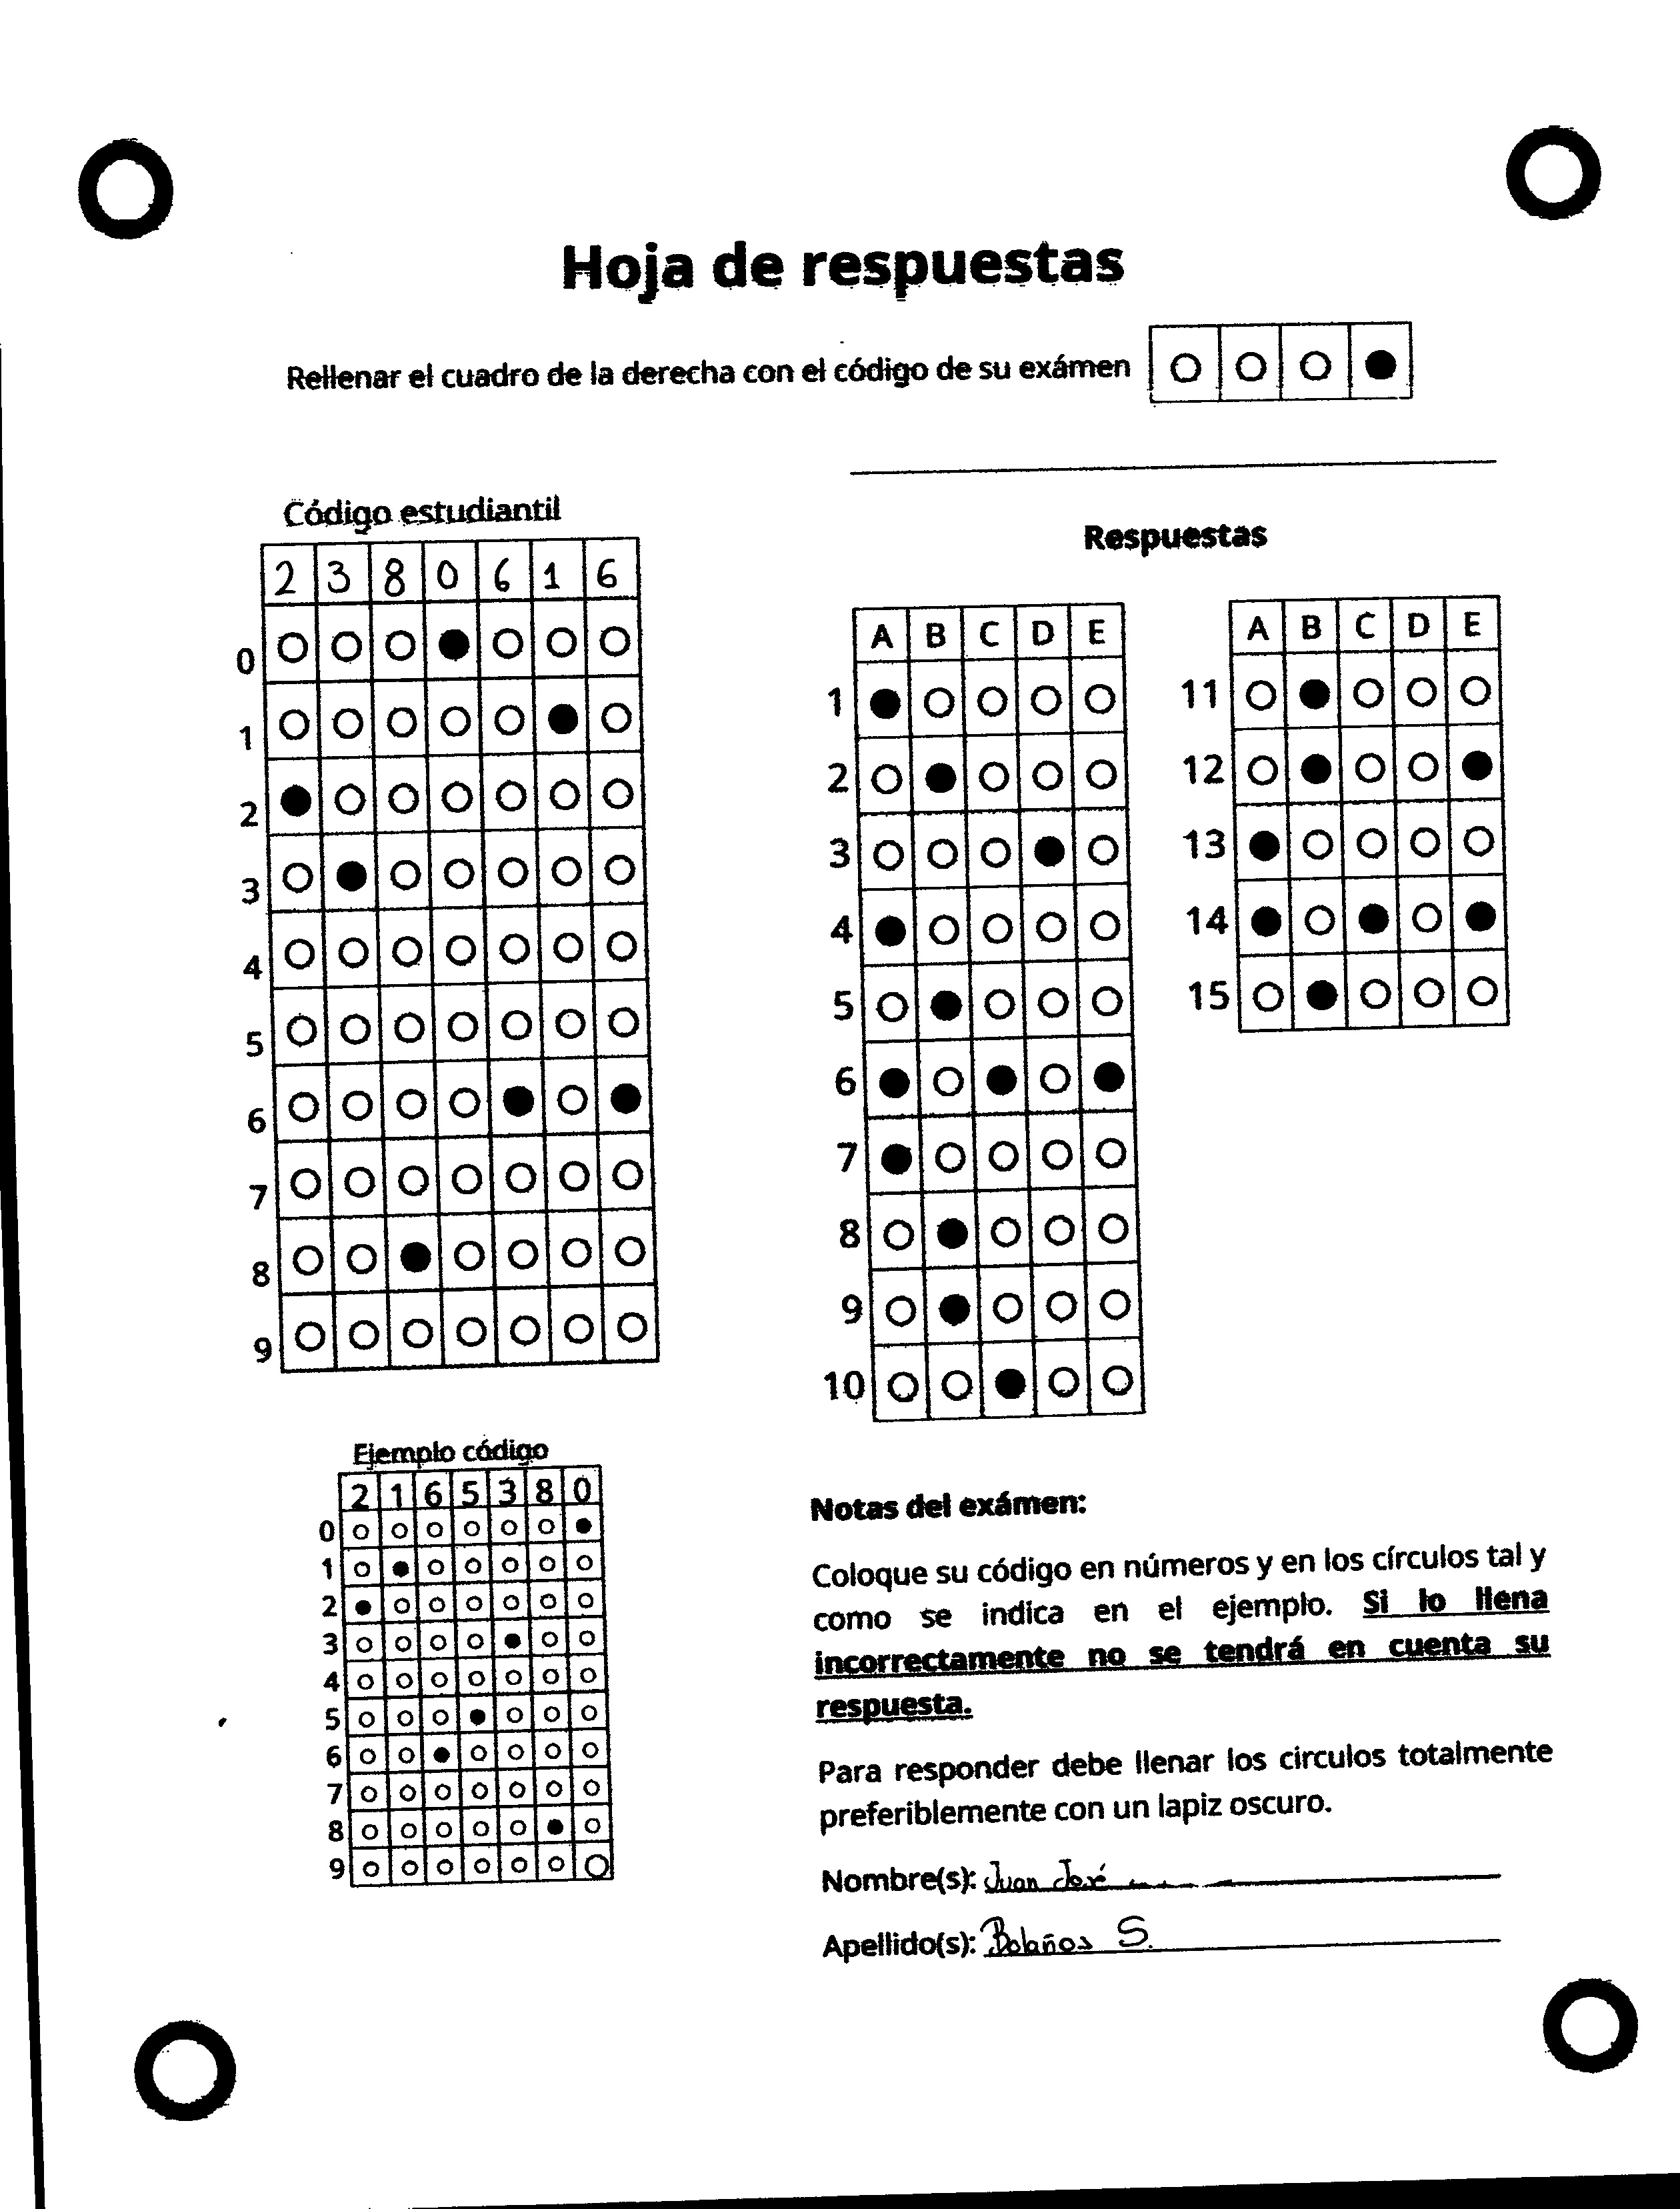 Hoja de respuestas
Rellenar el cuadro de la derecha con el código de su exámen
Código estudiantil
2 3 8 0 6 1 6
0
1
2
3
4
5
6
7
8
9
Respuestas
A B C D E
1
2
3
4
5
6
7
8
9
10
A B C D E
11
12
13
14
15
Ejemplo código
2 1 6 5 3 8 0
0
1
2
3
4
5
6
7
8
9
Notas del exámen:
Coloque su código en números y en los círculos tal y
como se indica en el ejemplo. Si lo llena
incorrectamente no se tendrá en cuenta su
respuesta.
Para responder debe llenar los circulos totalmente
preferiblemente con un lapiz oscuro.
Nombre(s): Juan José
Apellido(s): Bolaños S.